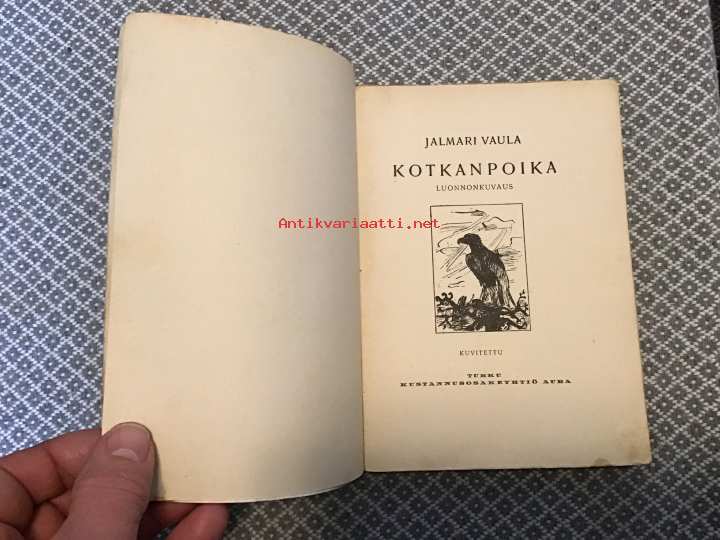 JALMARI VAULA
KOTKANPOIKA
LUONNONKUVAUS
Antikvariaatti.net
KUVITETTU
TURKU
KUSTANNUSOSAKEYHTIÖ AURA